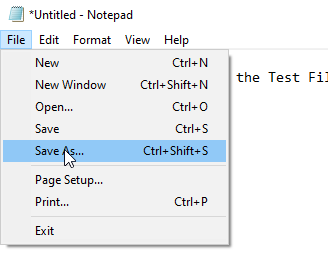 *Untitled - Notepad
File Edit Format View Help
New Ctrl+N
New Window Ctrl+Shift+N
the Test Fil
Open... Ctrl+O
Save Ctrl+S
Save As... Ctrl+Shift+S
Page Setup...
Print... Ctrl+P
Exit